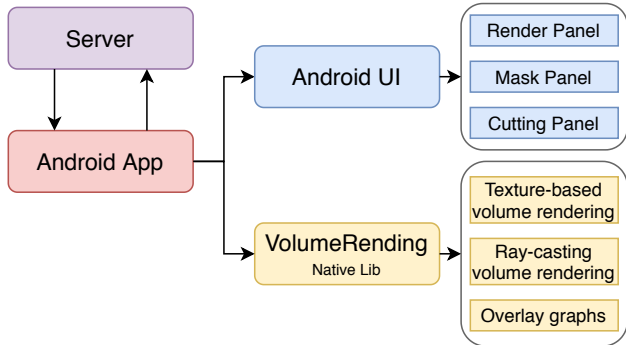 Server
Android App
Android UI
Render Panel
Mask Panel
Cutting Panel
VolumeRending
Native Lib
Texture-based
volume rendering
Ray-casting
volume rendering
Overlay graphs